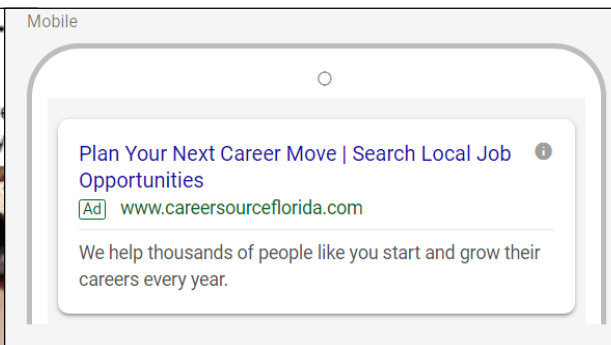 Mobile
Plan Your Next Career Move | Search Local Job
Opportunities
Ad www.careersourceflorida.com
We help thousands of people like you start and grow their
careers every year.